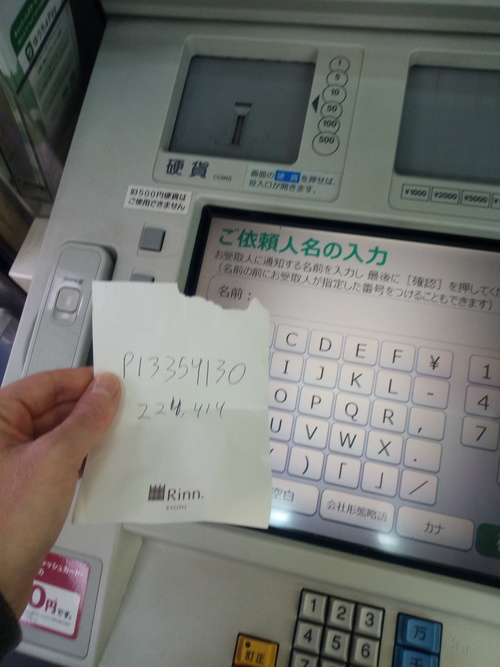 1
5
10
50
100
500
硬貨 COINS
画面の 硬貨 を押せば、
投入口が開きます。
¥1000 ¥2000 ¥5000
旧500円硬貨は
ご使用できません
ご依頼人名の入力
お受取人に通知する名前を入力し 最後に [確認] を押してくだ
(名前の前にお受取人が指定した番号をつけることもできます)
名前:
C D E F ¥ 1
I J K L - 4
O P Q R , 7
U V W X .
) 「 」 /
空白 会社形態略語 カナ
P13354130
224,414
Rinn.
KYOTO
円です。
1 2 3 万
4 5 6 千
訂正